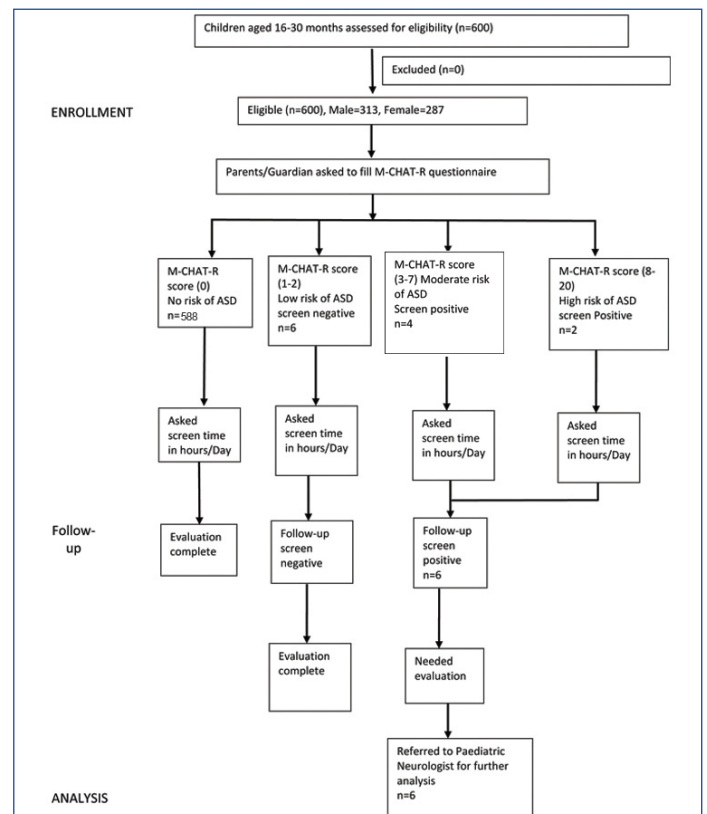 Children aged 16-30 months assessed for eligibility (n=600)
Excluded (n=0)
ENROLLMENT
Eligible (n=600), Male=313, Female=287
Parents/Guardian asked to fill M-CHAT-R questionnaire
M-CHAT-R
score (0)
No risk of ASD
n=588
M-CHAT-R score
(1-2)
Low risk of ASD
screen negative
n=6
M-CHAT-R score
(3-7) Moderate risk
of ASD
Screen positive
n=4
M-CHAT-R score (8-
20)
High risk of ASD
screen Positive
n=2
Asked
screen time
in hours/Day
Asked
screen time
in hours/Day
Asked
screen time
in hours/Day
Asked
screen time
in hours/Day
Follow-
up
Evaluation
complete
Follow-up
screen
negative
Follow-up
screen
positive
n=6
Evaluation
complete
Needed
evaluation
Referred to Paediatric
Neurologist for further
analysis
n=6
ANALYSIS